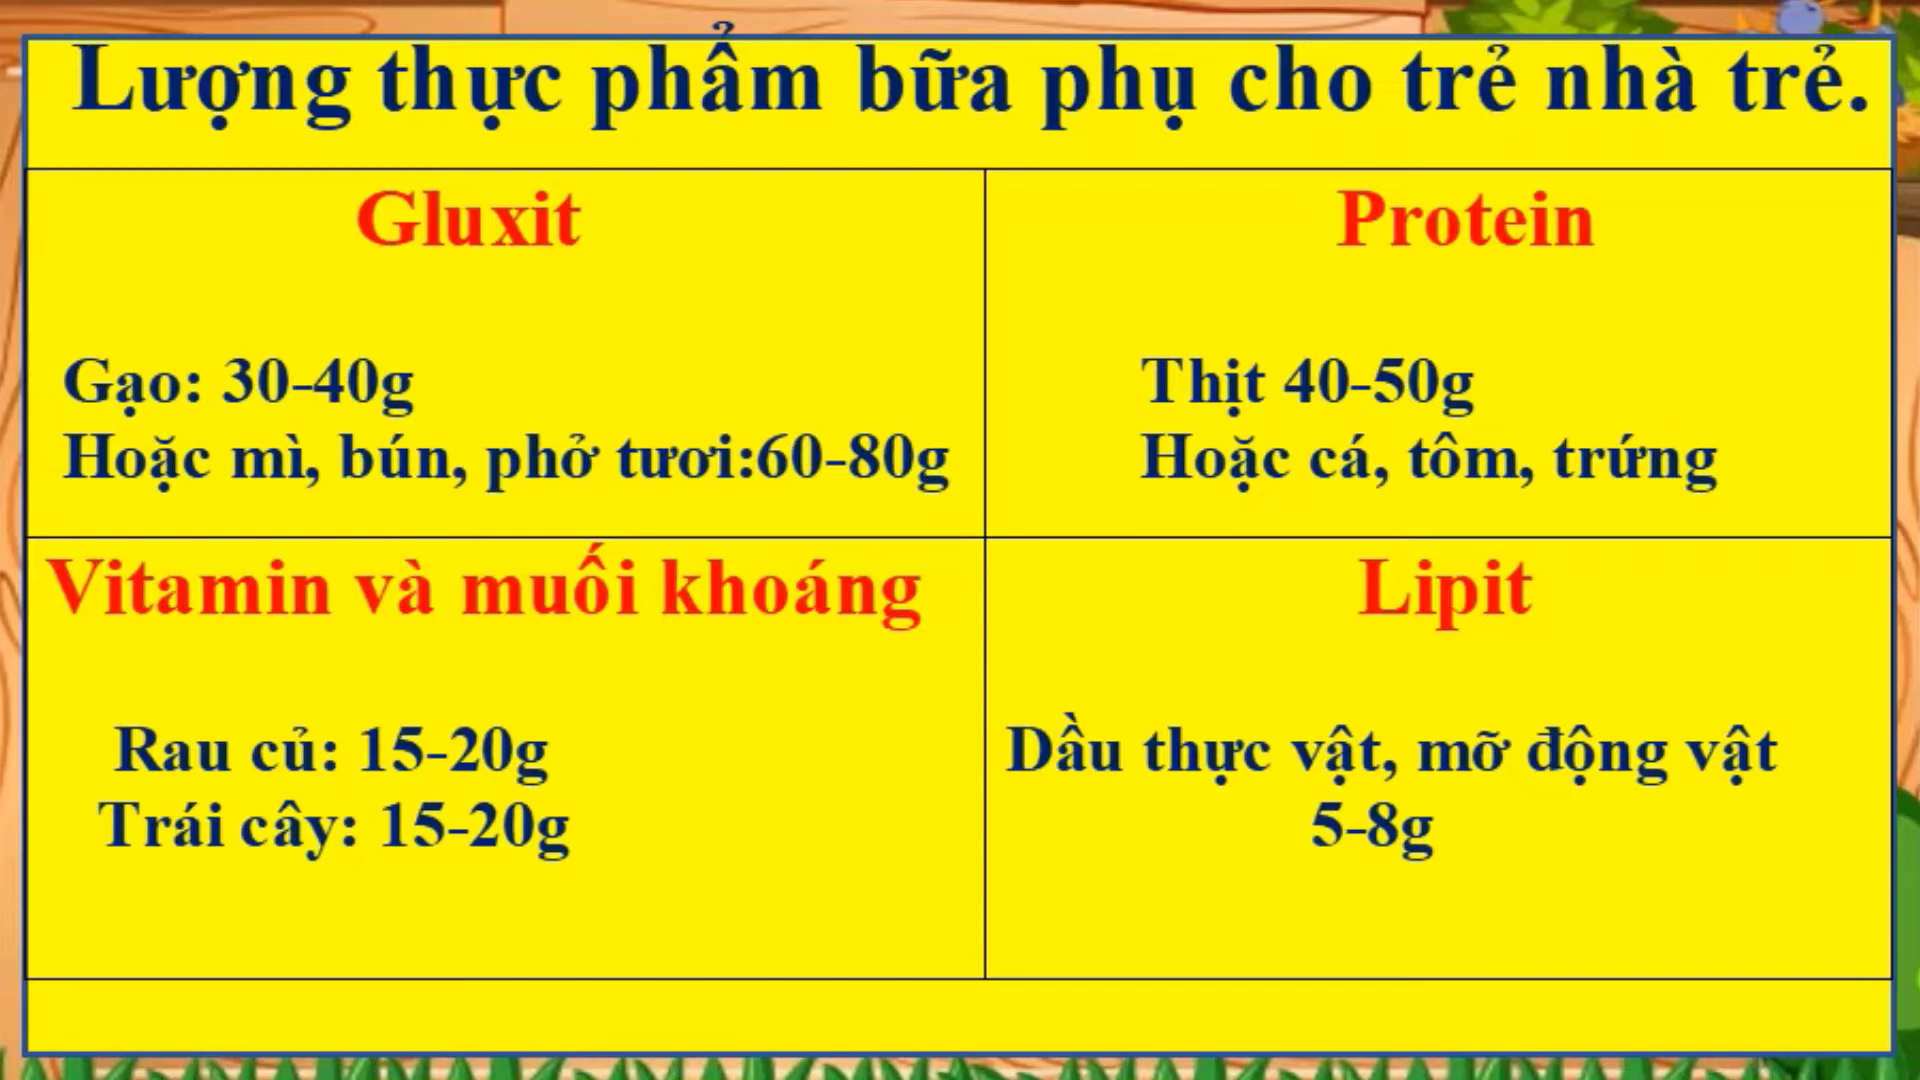 Lượng thực phẩm bữa phụ cho trẻ nhà trẻ.
Gluxit
Gạo: 30-40g
Hoặc mì, bún, phở tươi:60-80g
Protein
Thịt 40-50g
Hoặc cá, tôm, trứng
Vitamin và muối khoáng
Rau củ: 15-20g
Trái cây: 15-20g
Lipit
Dầu thực vật, mỡ động vật
5-8g